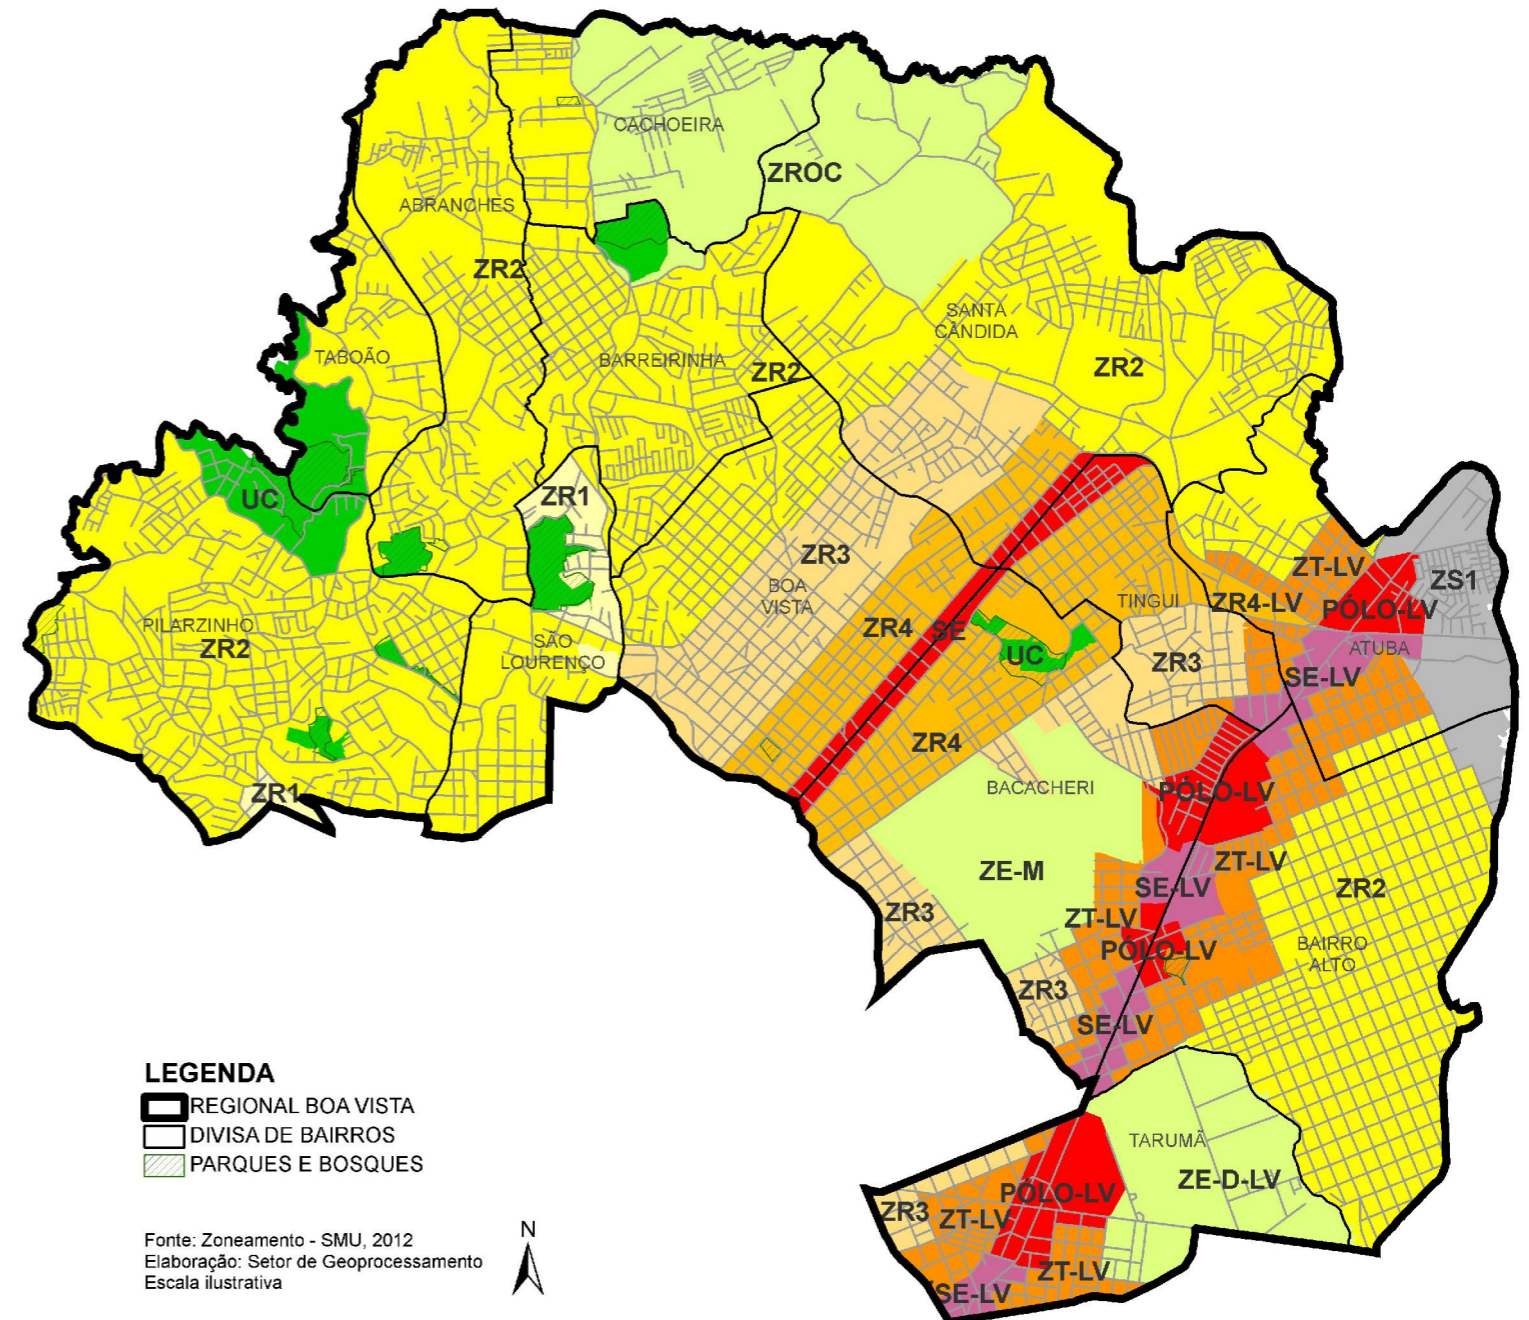 CACHOEIRA
ZROC
ABRANCHES
ZR2
SANTA
CÂNDIDA
TABOÃO
BARREIRINHA
ZR2
ZR2
UC
ZR1
ZR3
BOA
VISTA
ZT-LV
ZS1
ZR4-LV
PÓLO-LV
TINGUI
PILARZINHO
ZR2
SÃO
LOURENÇO
ZR4
SE
UC
ZR3
ATUBA
SE-LV
ZR4
ZR1
BACACHERI
PÓLO-LV
ZE-M
ZT-LV
SE-LV
ZR2
ZR3
ZT-LV
PÓLO-LV
BAIRRO
ALTO
ZR3
SE-LV
TARUMÃ
ZE-D-LV
PÓLO-LV
ZR3
ZT-LV
ZT-LV
SE-LV
LEGENDA
REGIONAL BOA VISTA
DIVISA DE BAIRROS
PARQUES E BOSQUES
Fonte: Zoneamento - SMU, 2012
Elaboração: Setor de Geoprocessamento
Escala ilustrativa
N